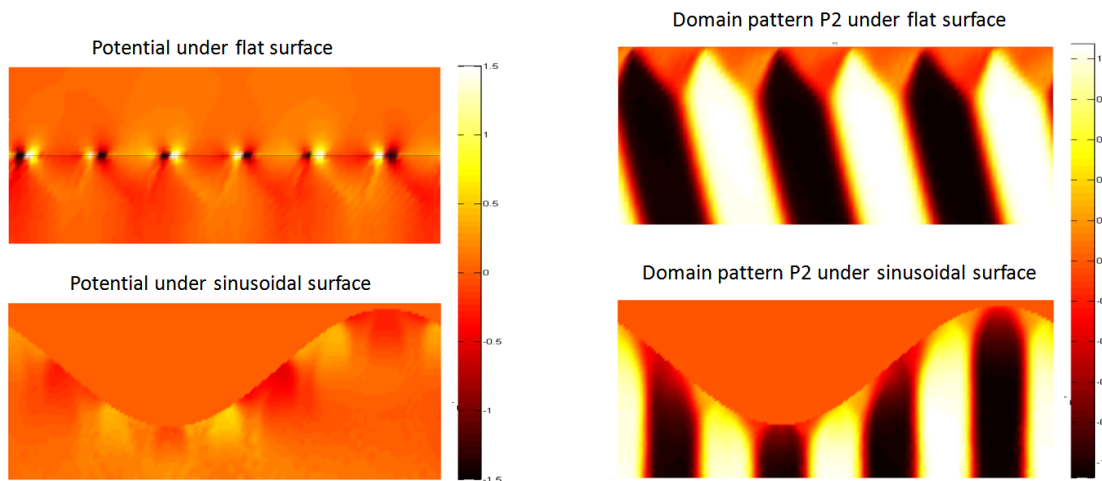 Potential under flat surface
Domain pattern P2 under flat surface
1.5
1
0.5
0
-0.5
-1
-1.5
1
Potential under sinusoidal surface
Domain pattern P2 under sinusoidal surface